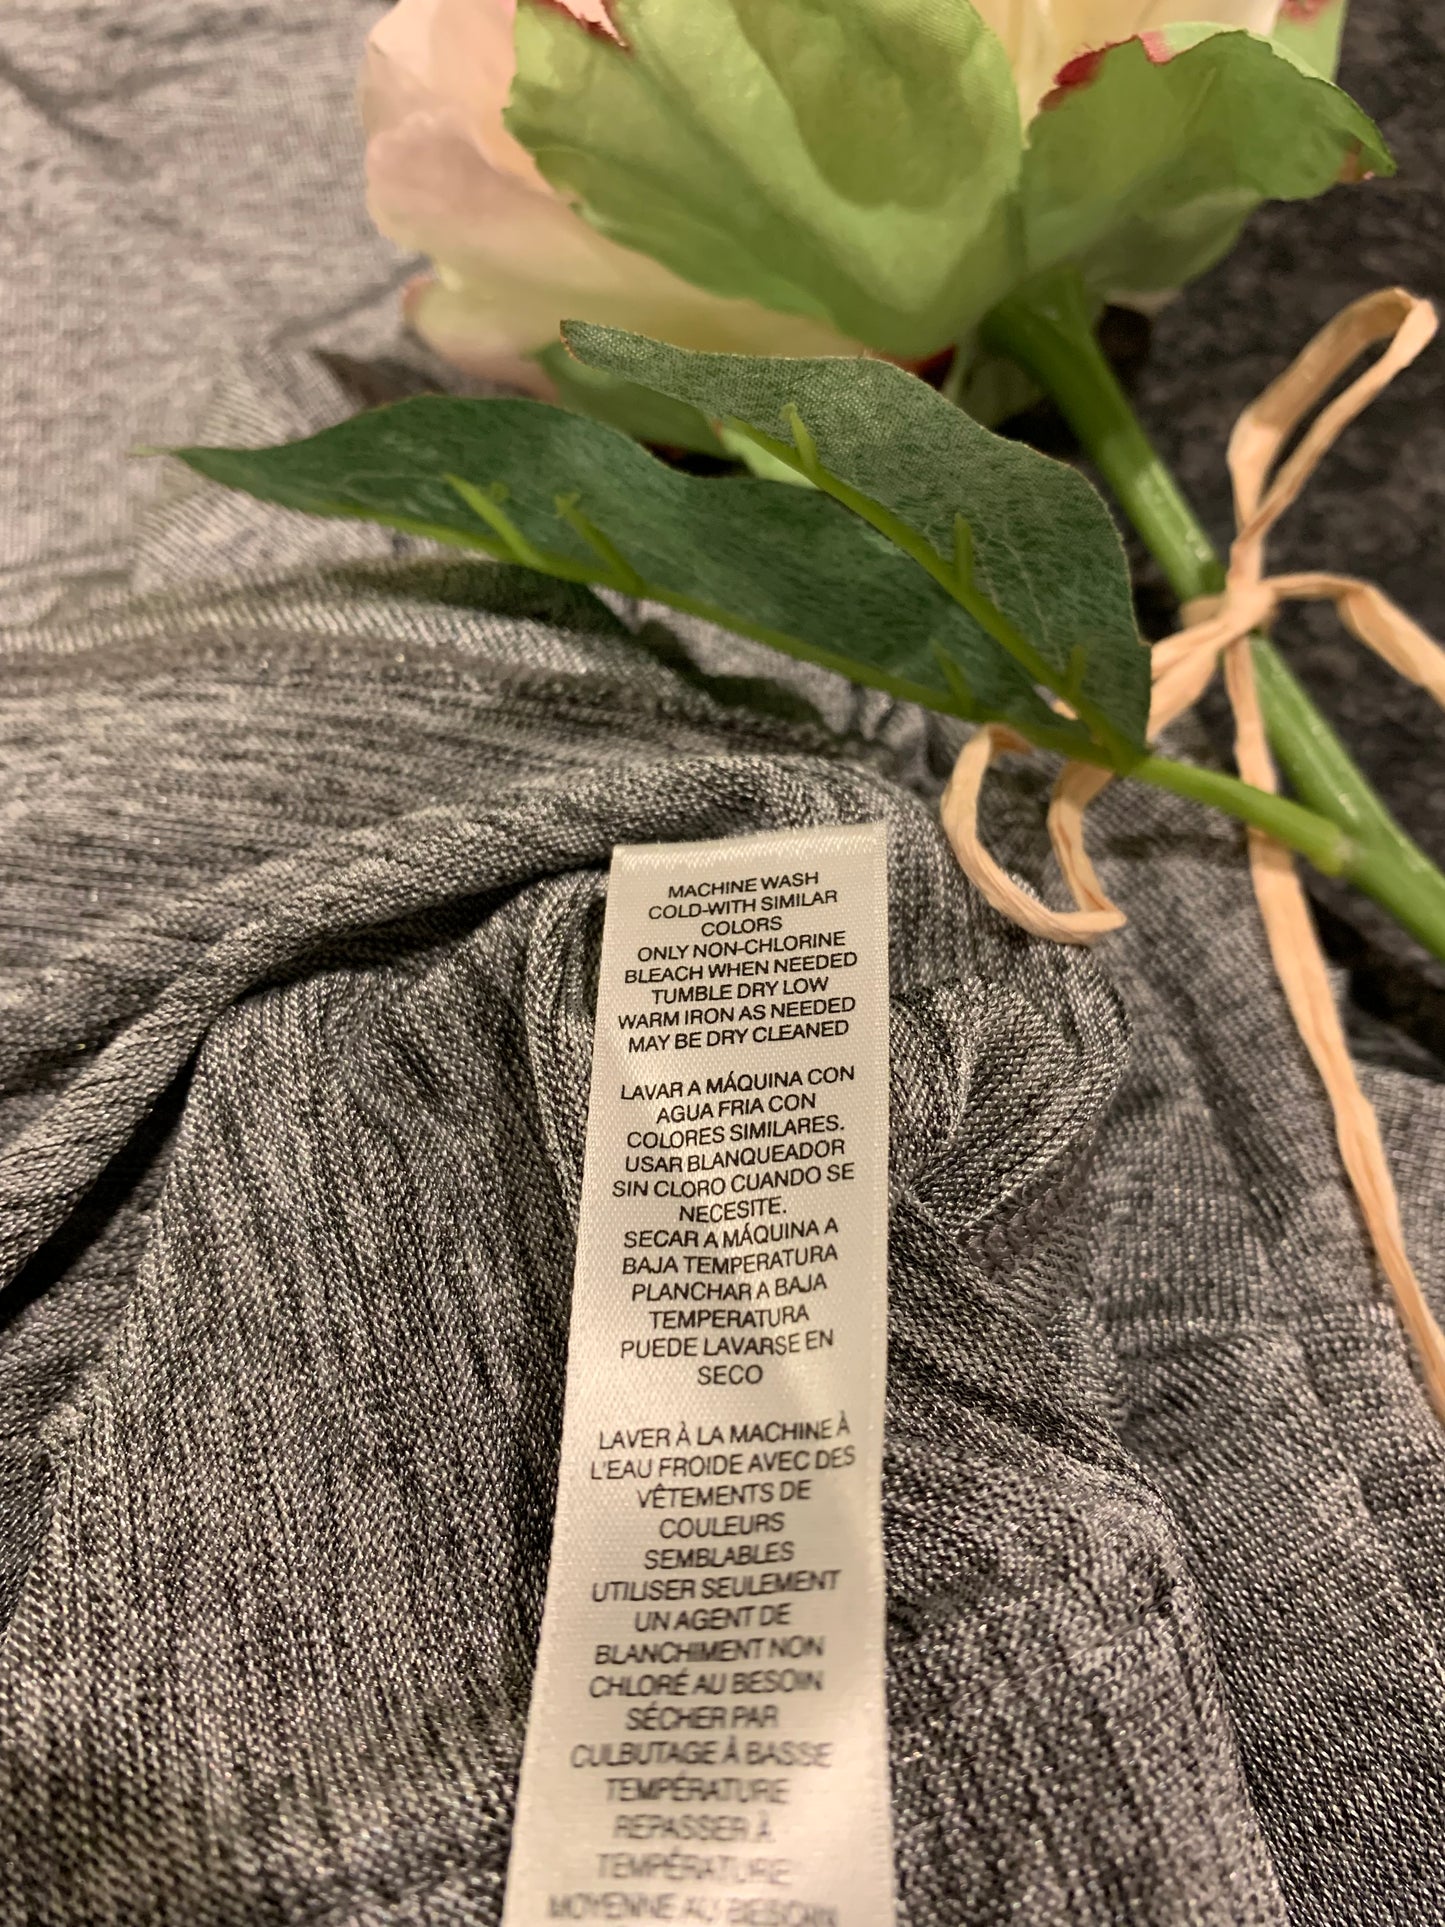 MACHINE WASH
COLD-WITH SIMILAR
COLORS
ONLY NON-CHLORINE
BLEACH WHEN NEEDED
TUMBLE DRY LOW
WARM IRON AS NEEDED
MAY BE DRY CLEANED
LAVAR A MÁQUINA CON
AGUA FRIA CON
COLORES SIMILARES.
USAR BLANQUEADOR
SIN CLORO CUANDO SE
NECESITE.
SECAR A MÁQUINA A
BAJA TEMPERATURA
PLANCHAR A BAJA
TEMPERATURA
PUEDE LAVARSE EN
SECO
LAVER À LA MACHINE À
L'EAU FROIDE AVEC DES
VÊTEMENTS DE
COULEURS
SEMBLABLES
UTILISER SEULEMENT
UN AGENT DE
BLANCHIMENT NON
CHLORÉ AU BESOIN
SÉCHER PAR
CULBUTAGE À BASSE
TEMPÉRATURE
REPASSER À
TEMPÉRATURE
MOYENNE AU BESOIN